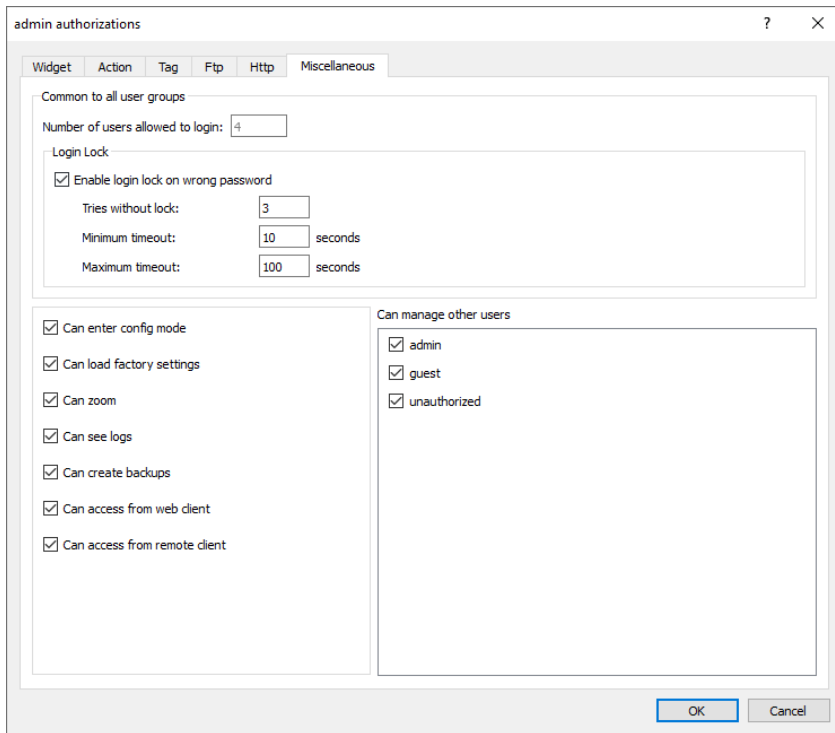 admin authorizations
?
Widget Action Tag Ftp Http Miscellaneous
Common to all user groups
Number of users allowed to login: 4
Login Lock
Enable login lock on wrong password
Tries without lock: 3
Minimum timeout: 10 seconds
Maximum timeout: 100 seconds
Can enter config mode
Can load factory settings
Can zoom
Can see logs
Can create backups
Can access from web client
Can access from remote client
Can manage other users
admin
guest
unauthorized
OK Cancel